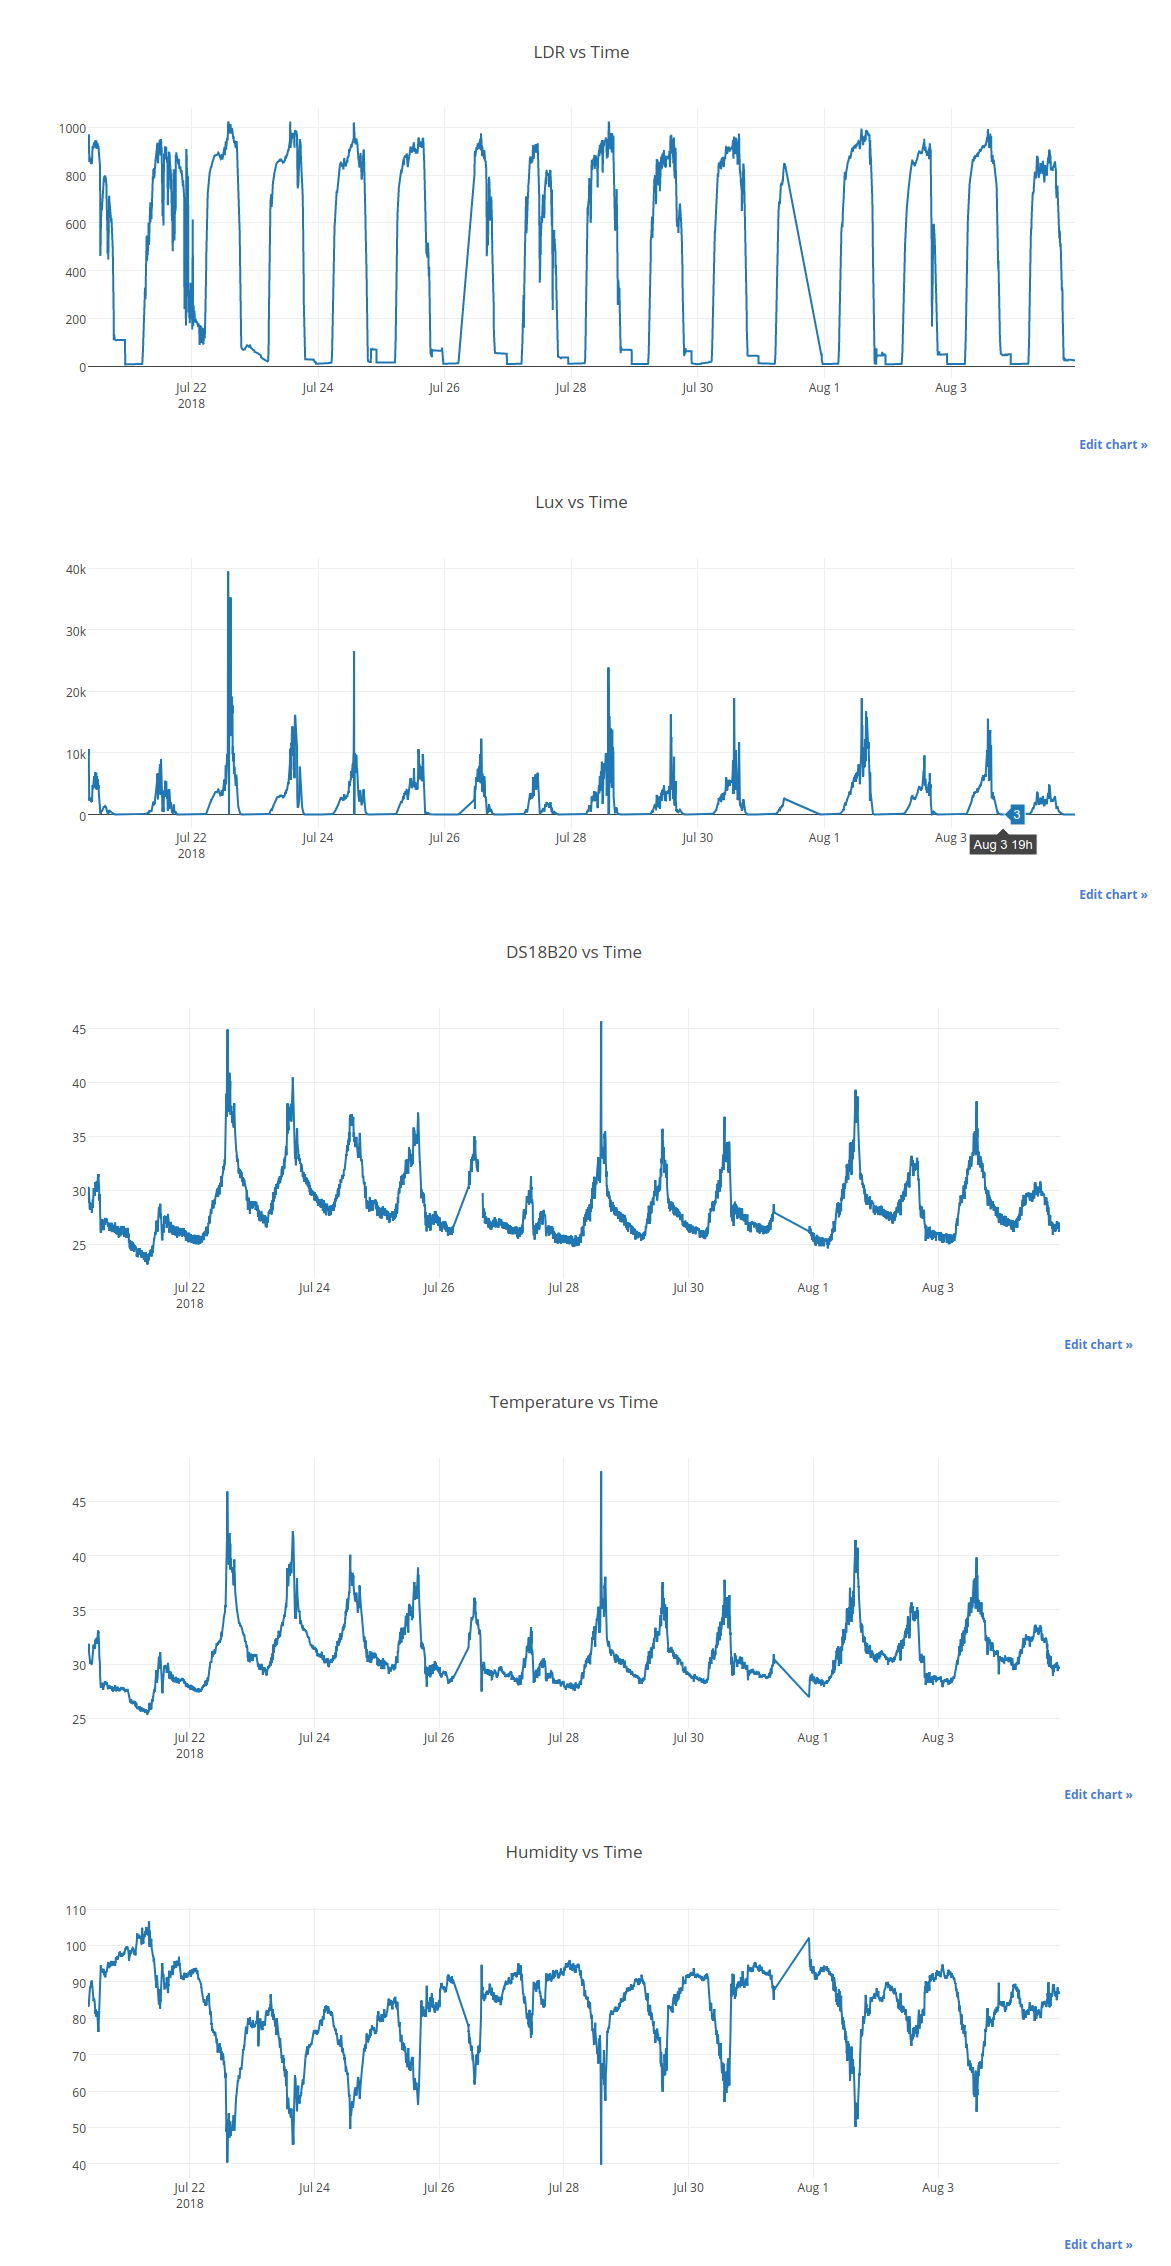 LDR vs Time
1000
800
600
400
200
0
Jul 22
2018
Jul 24
Jul 26
Jul 28
Jul 30
Aug 1
Aug 3
Edit chart »
Lux vs Time
40k
30k
20k
10k
0
3
Jul 22
2018
Jul 24
Jul 26
Jul 28
Jul 30
Aug 1
Aug 3
Aug 3 19h
Edit chart »
DS18B20 vs Time
45
40
35
30
25
Jul 22
2018
Jul 24
Jul 26
Jul 28
Jul 30
Aug 1
Aug 3
Edit chart »
Temperature vs Time
45
40
35
30
25
Jul 22
2018
Jul 24
Jul 26
Jul 28
Jul 30
Aug 1
Aug 3
Edit chart »
Humidity vs Time
110
100
90
80
70
60
50
40
Jul 22
2018
Jul 24
Jul 26
Jul 28
Jul 30
Aug 1
Aug 3
Edit chart »